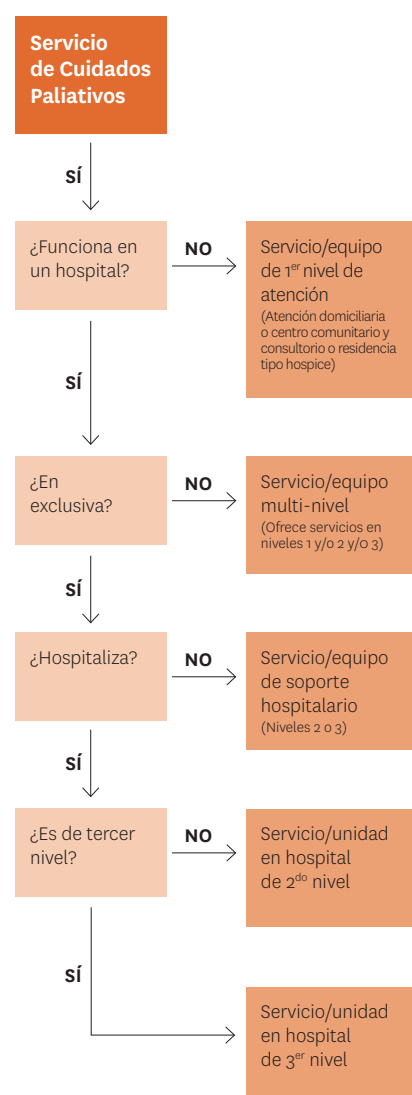 Servicio
de Cuidados
Paliativos
SÍ
¿Funciona en
un hospital?
NO
Servicio/equipo
de 1er nivel de
atención
(Atención domiciliaria
o centro comunitario y
consultorio o residencia
tipo hospice)
SÍ
¿En
exclusiva?
NO
Servicio/equipo
multi-nivel
(Ofrece servicios en
niveles 1 y/o 2 y/o 3)
SÍ
¿Hospitaliza?
NO
Servicio/equipo
de soporte
hospitalario
(Niveles 2 o 3)
SÍ
¿Es de tercer
nivel?
NO
Servicio/unidad
en hospital
de 2do nivel
SÍ
Servicio/unidad
en hospital
de 3er nivel